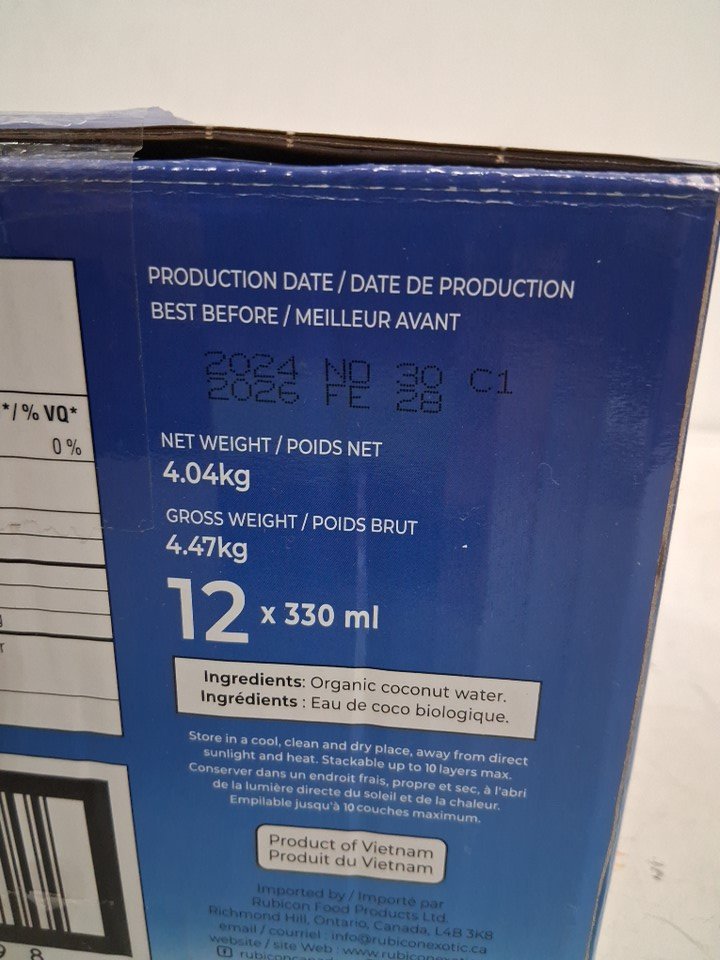 PRODUCTION DATE / DATE DE PRODUCTION
BEST BEFORE / MEILLEUR AVANT
2024 NO 30 C1
2026 FE 28
*/ % VQ*
0 %
NET WEIGHT / POIDS NET
4.04kg
GROSS WEIGHT / POIDS BRUT
4.47kg
12 x 330 ml
Ingredients: Organic coconut water.
Ingrédients : Eau de coco biologique.
Store in a cool, clean and dry place, away from direct
sunlight and heat. Stackable up to 10 layers max.
Conserver dans un endroit frais, propre et sec, à l'abri
de la lumière directe du soleil et de la chaleur.
Empilable jusqu'à 10 couches maximum.
Product of Vietnam
Produit du Vietnam
Imported by / Importé par
Rubicon Food Products Ltd.
Richmond Hill, Ontario, Canada, L4B 3K8
email / courriel : info@rubiconexotic.ca
website / site Web : www.rubiconexot
9 8